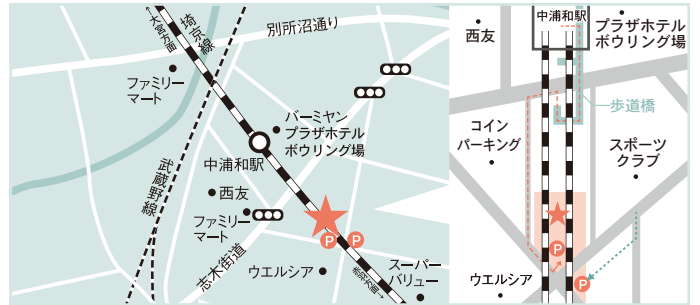 ↑大宮方面
埼京線
別所沼通り
ファミリー
マート
バーミヤン
プラザホテル
ボウリング場
中浦和駅
武蔵野線
西友
ファミリー
マート
志木街道
P
P
ウエルシア
赤羽方面↓
スーパー
バリュー
中浦和駅
西友
プラザホテル
ボウリング場
歩道橋
コイン
パーキング
スポーツ
クラブ
P
P
ウエルシア